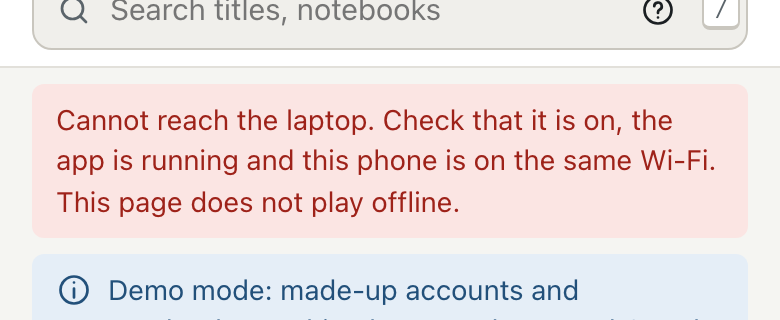 Search titles, notebooks
/
Cannot reach the laptop. Check that it is on, the
app is running and this phone is on the same Wi-Fi.
This page does not play offline.
Demo mode: made-up accounts and